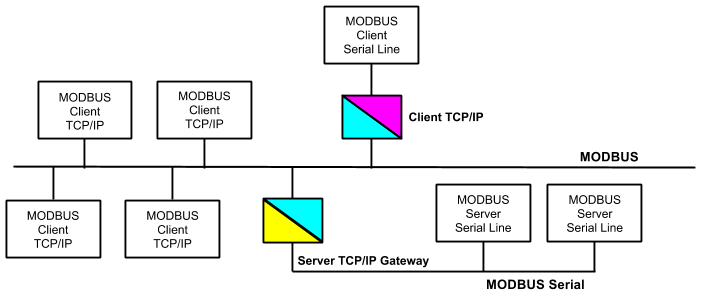 MODBUS
Client
Serial Line
MODBUS
Client
TCP/IP
MODBUS
Client
TCP/IP
Client TCP/IP
MODBUS
MODBUS
Client
TCP/IP
MODBUS
Client
TCP/IP
MODBUS
Server
Serial Line
MODBUS
Server
Serial Line
Server TCP/IP Gateway
MODBUS Serial